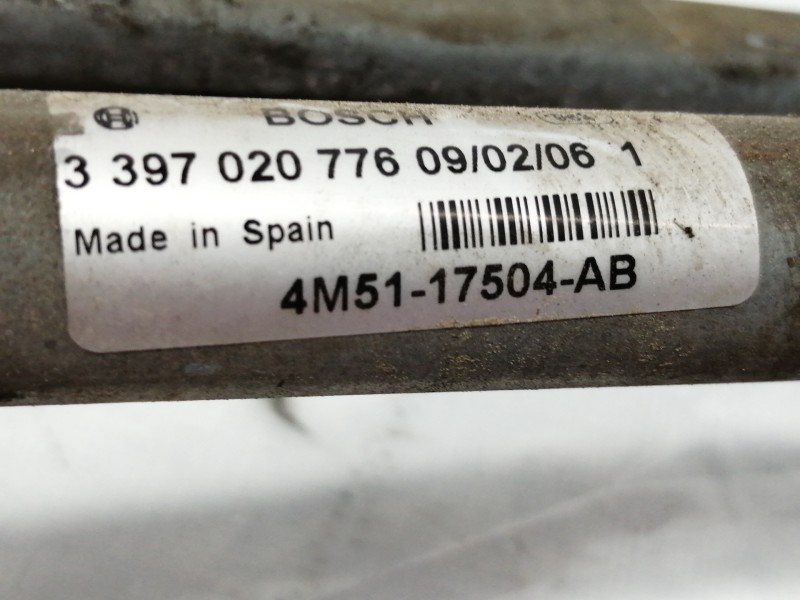 BOSCH
3 397 020 776 09/02/06 1
Made in Spain
4M51-17504-AB